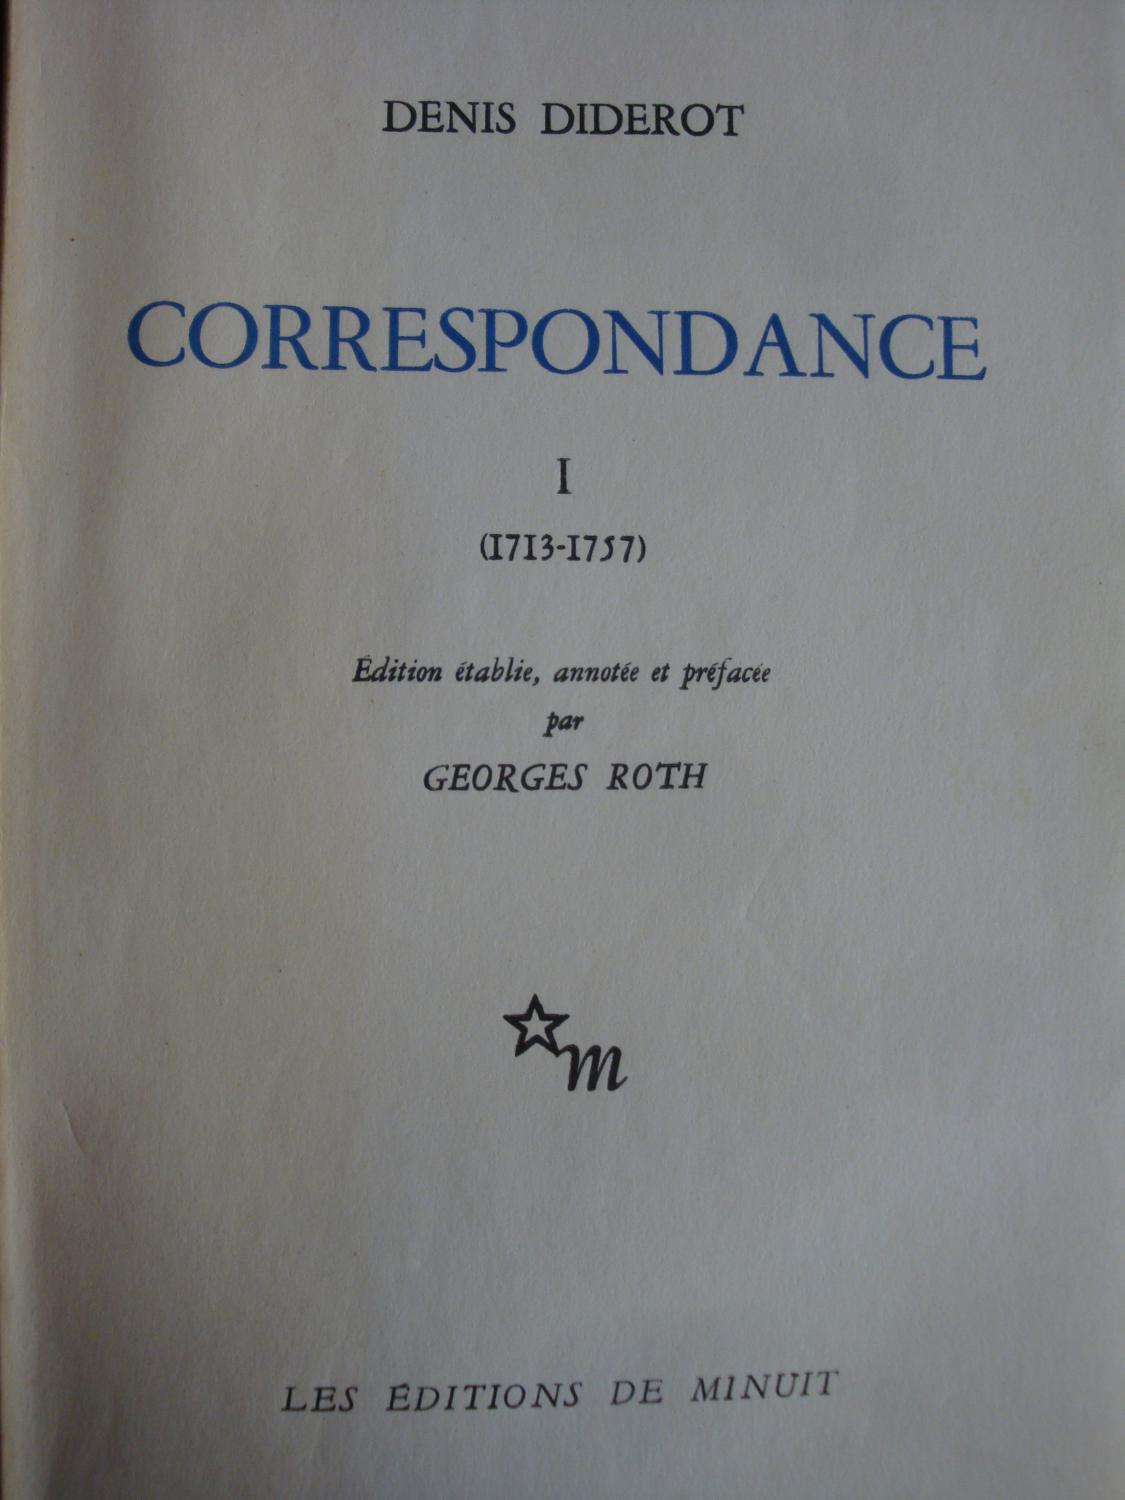 DENIS DIDEROT
CORRESPONDANCE
I
(1713-1757)
Édition établie, annotée et préfacée
par
GEORGES ROTH
m
LES ÉDITIONS DE MINUIT